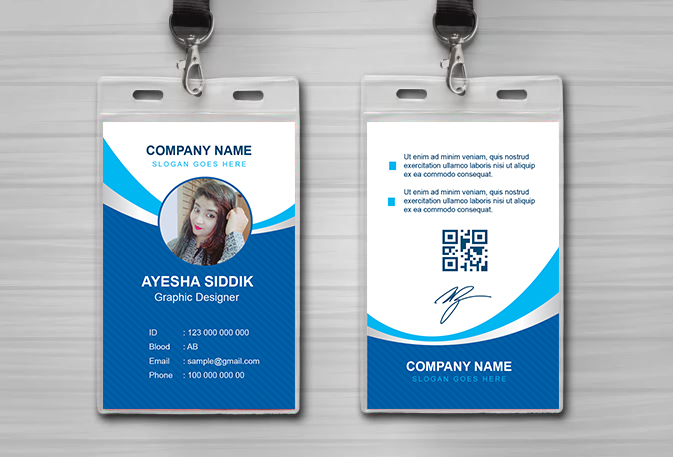 COMPANY NAME
SLOGAN GOES HERE
AYESHA SIDDIK
Graphic Designer
ID : 123 000 000 000
Blood : AB
Email : sample@gmail.com
Phone : 100 000 000 00
Ut enim ad minim veniam, quis nostrud
exercitation ullamco laboris nisi ut aliquip
ex ea commodo consequat.
Ut enim ad minim veniam, quis nostrud
exercitation ullamco laboris nisi ut aliquip
ex ea commodo consequat.
COMPANY NAME
SLOGAN GOES HERE